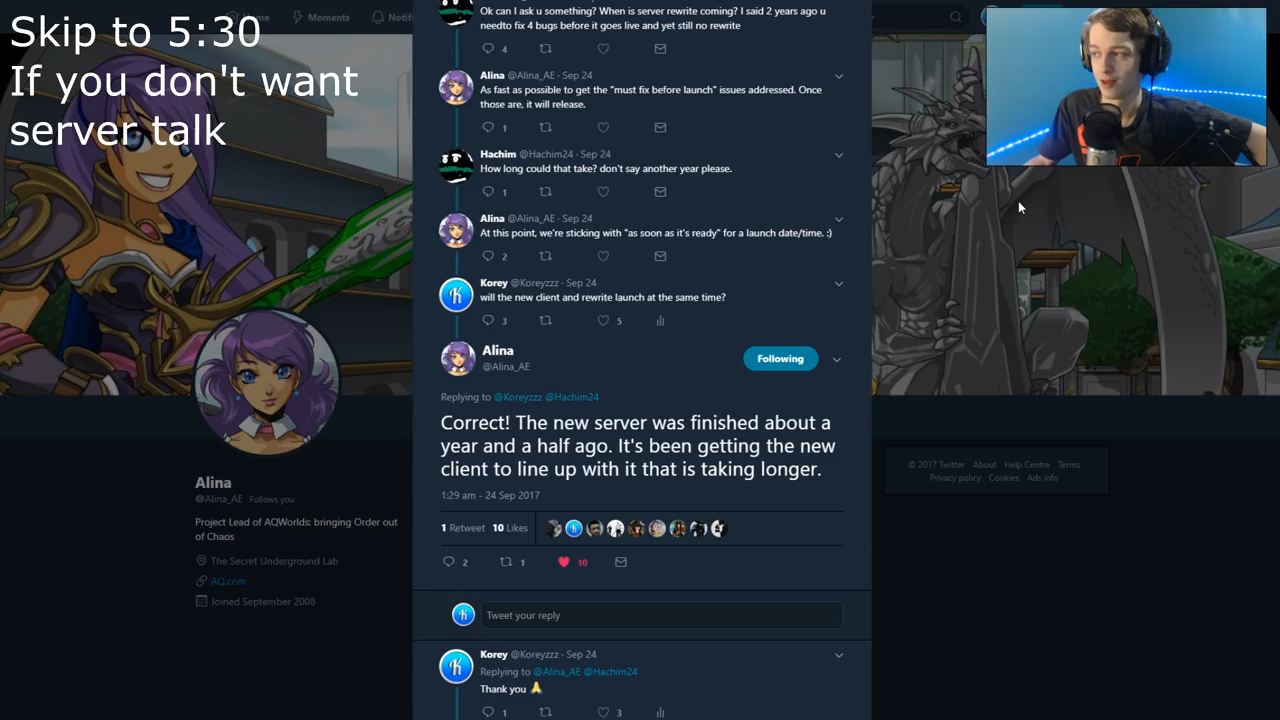 Skip to 5:30
If you don't want
server talk
Home
Moments
Ok can I ask u something? When is server rewrite coming? I said 2 years ago u
needto fix 4 bugs before it goes live and yet still no rewrite
4
Alina @Alina_AE · Sep 24
As fast as possible to get the "must fix before launch" issues addressed. Once
those are, it will release.
1
Hachim @Hachim24 · Sep 24
How long could that take? don't say another year please.
1
Alina @Alina_AE · Sep 24
At this point, we're sticking with "as soon as it's ready" for a launch date/time. :)
2
Korey @Koreyzzz · Sep 24
will the new client and rewrite launch at the same time?
3 5
Alina
@Alina_AE
Following
Replying to @Koreyzzz @Hachim24
Correct! The new server was finished about a
year and a half ago. It's been getting the new
client to line up with it that is taking longer.
1:29 am - 24 Sep 2017
1 Retweet 10 Likes
2 1 10
Tweet your reply
Korey @Koreyzzz · Sep 24
Replying to @Alina_AE @Hachim24
Thank you 🙏
1 3
Alina
@Alina_AE Follows you
Project Lead of AQWorlds: bringing Order out
of Chaos
The Secret Underground Lab
AQ.com
Joined September 2008
© 2017 Twitter About Help Centre Terms
Privacy policy Cookies Ads info